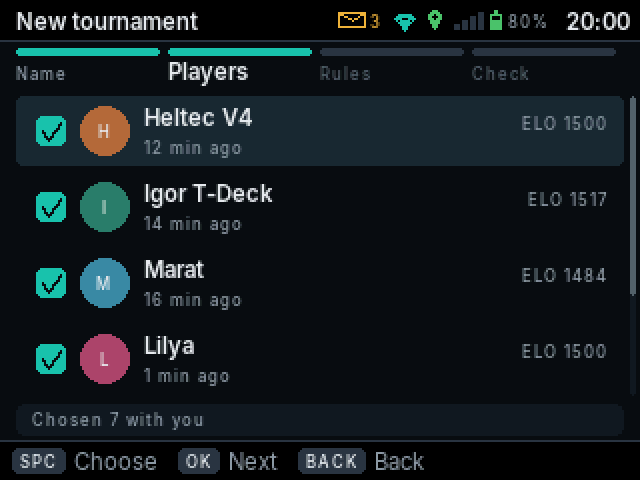 New tournament 3 80% 20:00
Name Players Rules Check
H Heltec V4 ELO 1500
12 min ago
I Igor T-Deck ELO 1517
14 min ago
M Marat ELO 1484
16 min ago
L Lilya ELO 1500
1 min ago
Chosen 7 with you
SPC Choose OK Next BACK Back